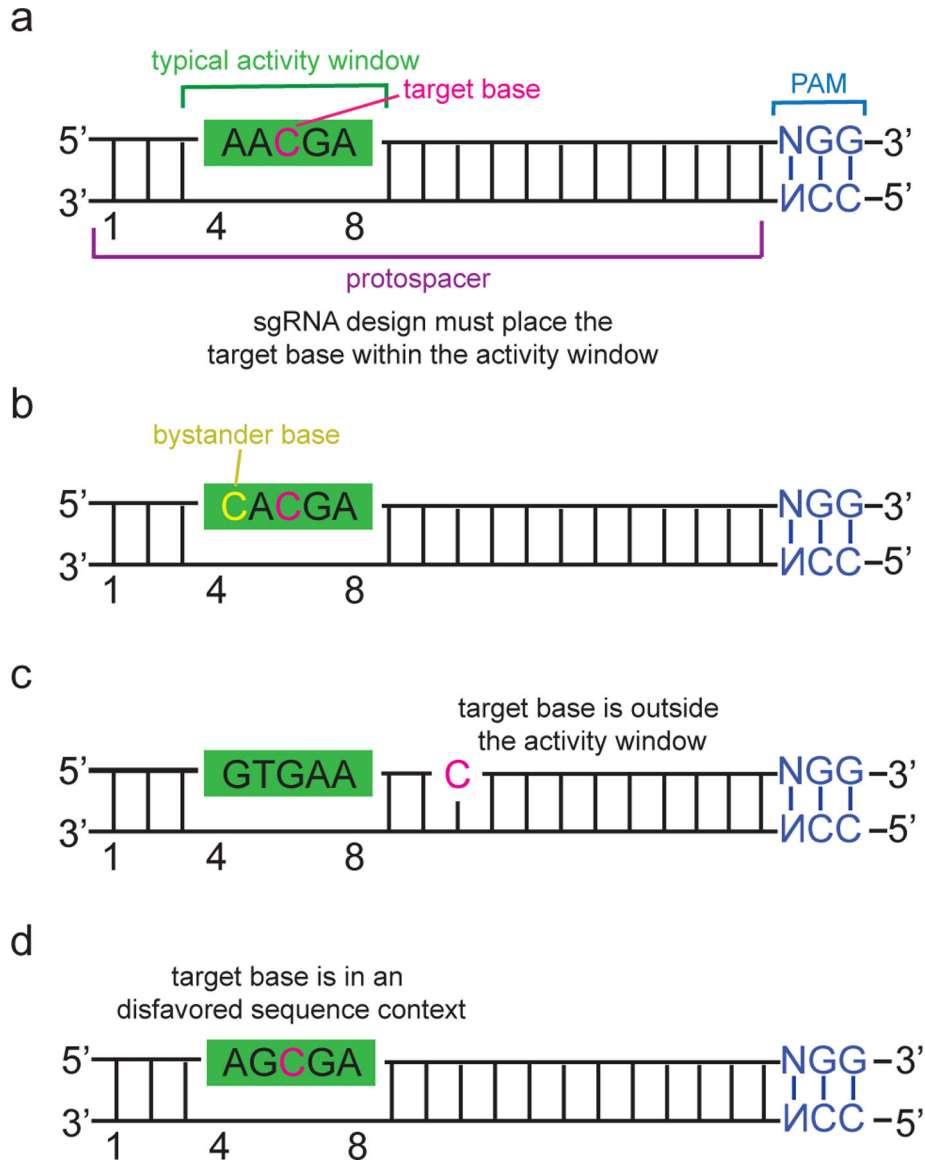 a
typical activity window
target base
PAM
5’ AACGA NGG 3’
3’ ИCC 5’
1 4 8
protospacer
sgRNA design must place the
target base within the activity window
b
bystander base
5’ CACGA NGG 3’
3’ ИCC 5’
1 4 8
c
target base is outside
the activity window
5’ GTGAA C NGG 3’
3’ ИCC 5’
1 4 8
d
target base is in an
disfavored sequence context
5’ AGCGA NGG 3’
3’ ИCC 5’
1 4 8